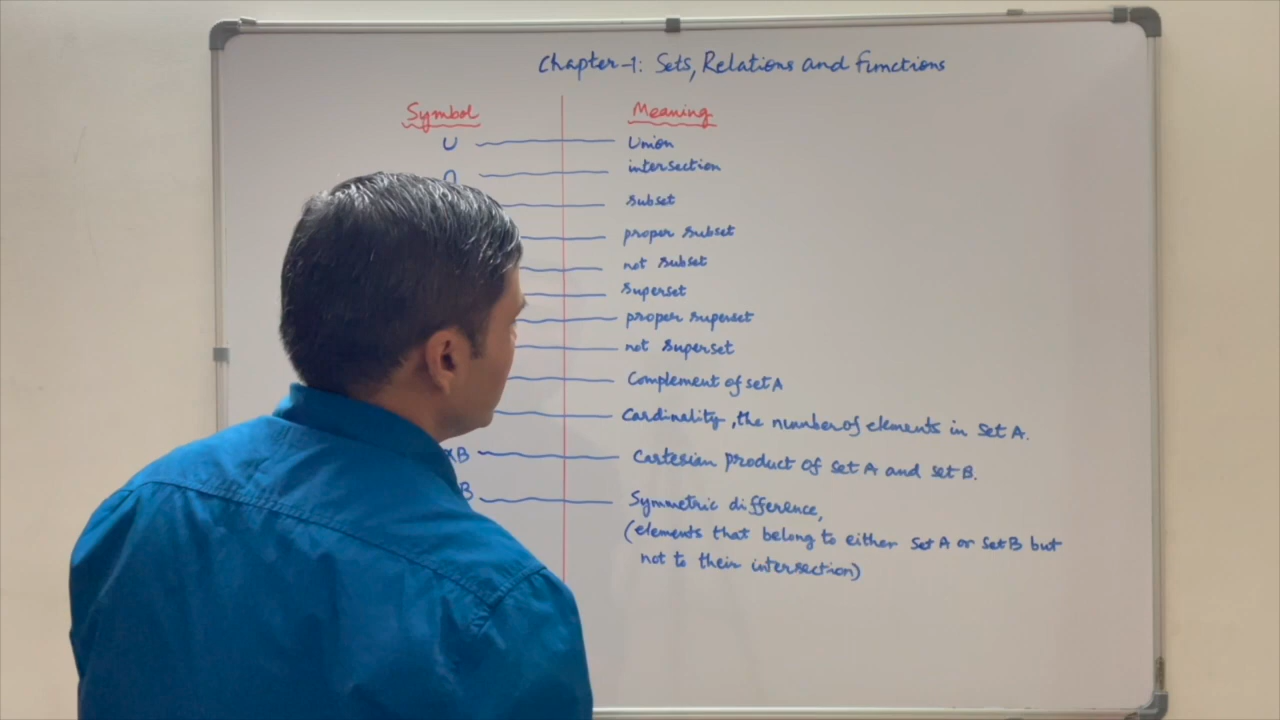 Chapter-1: Sets, Relations and Functions
Symbol Meaning
∪ Union
∩ intersection
subset
proper subset
not subset
Superset
proper superset
not superset
Complement of set A
Cardinality, the number of elements in set A.
×B Cartesian product of set A and set B.
B Symmetric difference,
(elements that belong to either set A or set B but
not to their intersection)